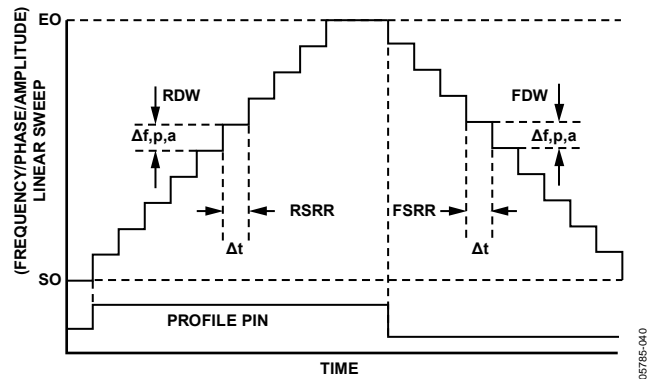 EO
RDW
FDW
Δf,p,a
Δf,p,a
(FREQUENCY/PHASE/AMPLITUDE)
LINEAR SWEEP
RSRR
FSRR
Δt
Δt
SO
PROFILE PIN
TIME
05785-040